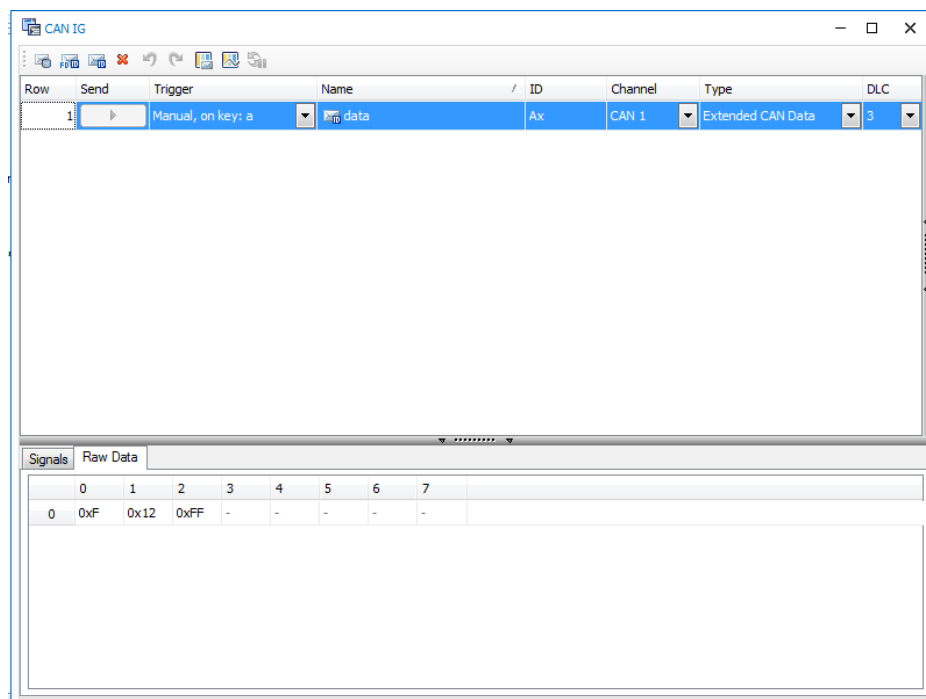 CAN IG
Row Send Trigger Name / ID Channel Type DLC
1 Manual, on key: a data Ax CAN 1 Extended CAN Data 3
Signals Raw Data
0 1 2 3 4 5 6 7
0 0xF 0x12 0xFF - - - - -